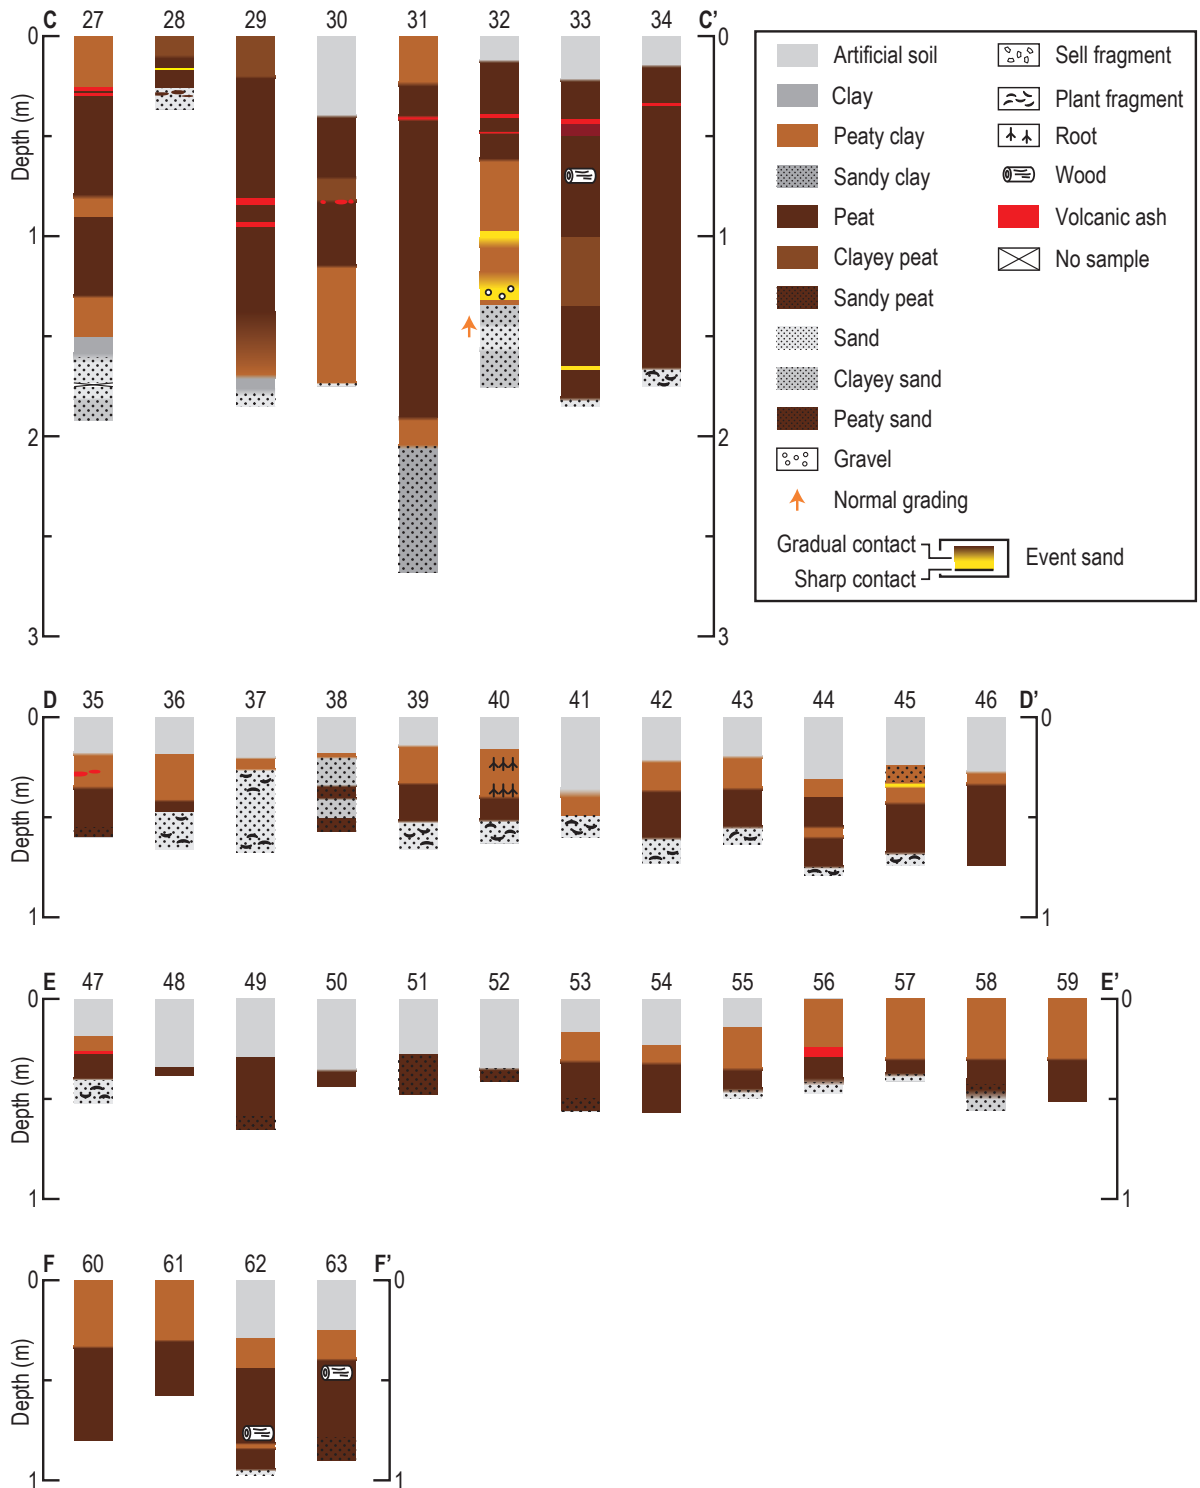 C 27 28 29 30 31 32 33 34 C'
0 0
Depth (m)
1 1
2 2
3 3
Artificial soil
Clay
Peaty clay
Sandy clay
Peat
Clayey peat
Sandy peat
Sand
Clayey sand
Peaty sand
Gravel
Normal grading
Sell fragment
Plant fragment
Root
Wood
Volcanic ash
No sample
Gradual contact
Sharp contact
Event sand
D 35 36 37 38 39 40 41 42 43 44 45 46 D'
0 0
Depth (m)
1 1
E 47 48 49 50 51 52 53 54 55 56 57 58 59 E'
0 0
Depth (m)
1 1
F 60 61 62 63 F'
0 0
Depth (m)
1 1